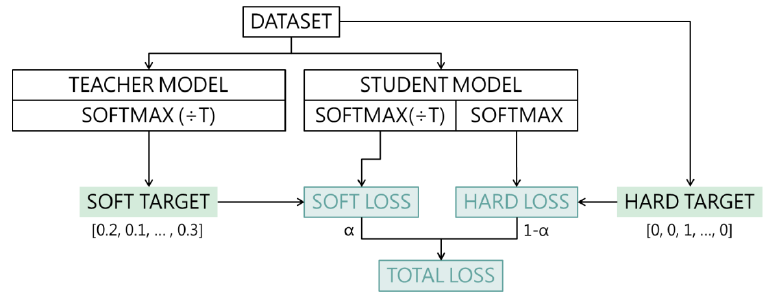 DATASET
TEACHER MODEL
STUDENT MODEL
SOFTMAX (÷T)
SOFTMAX(÷T)
SOFTMAX
SOFT TARGET
SOFT LOSS
HARD LOSS
HARD TARGET
[0.2, 0.1, ... , 0.3]
α
1-α
[0, 0, 1, ..., 0]
TOTAL LOSS